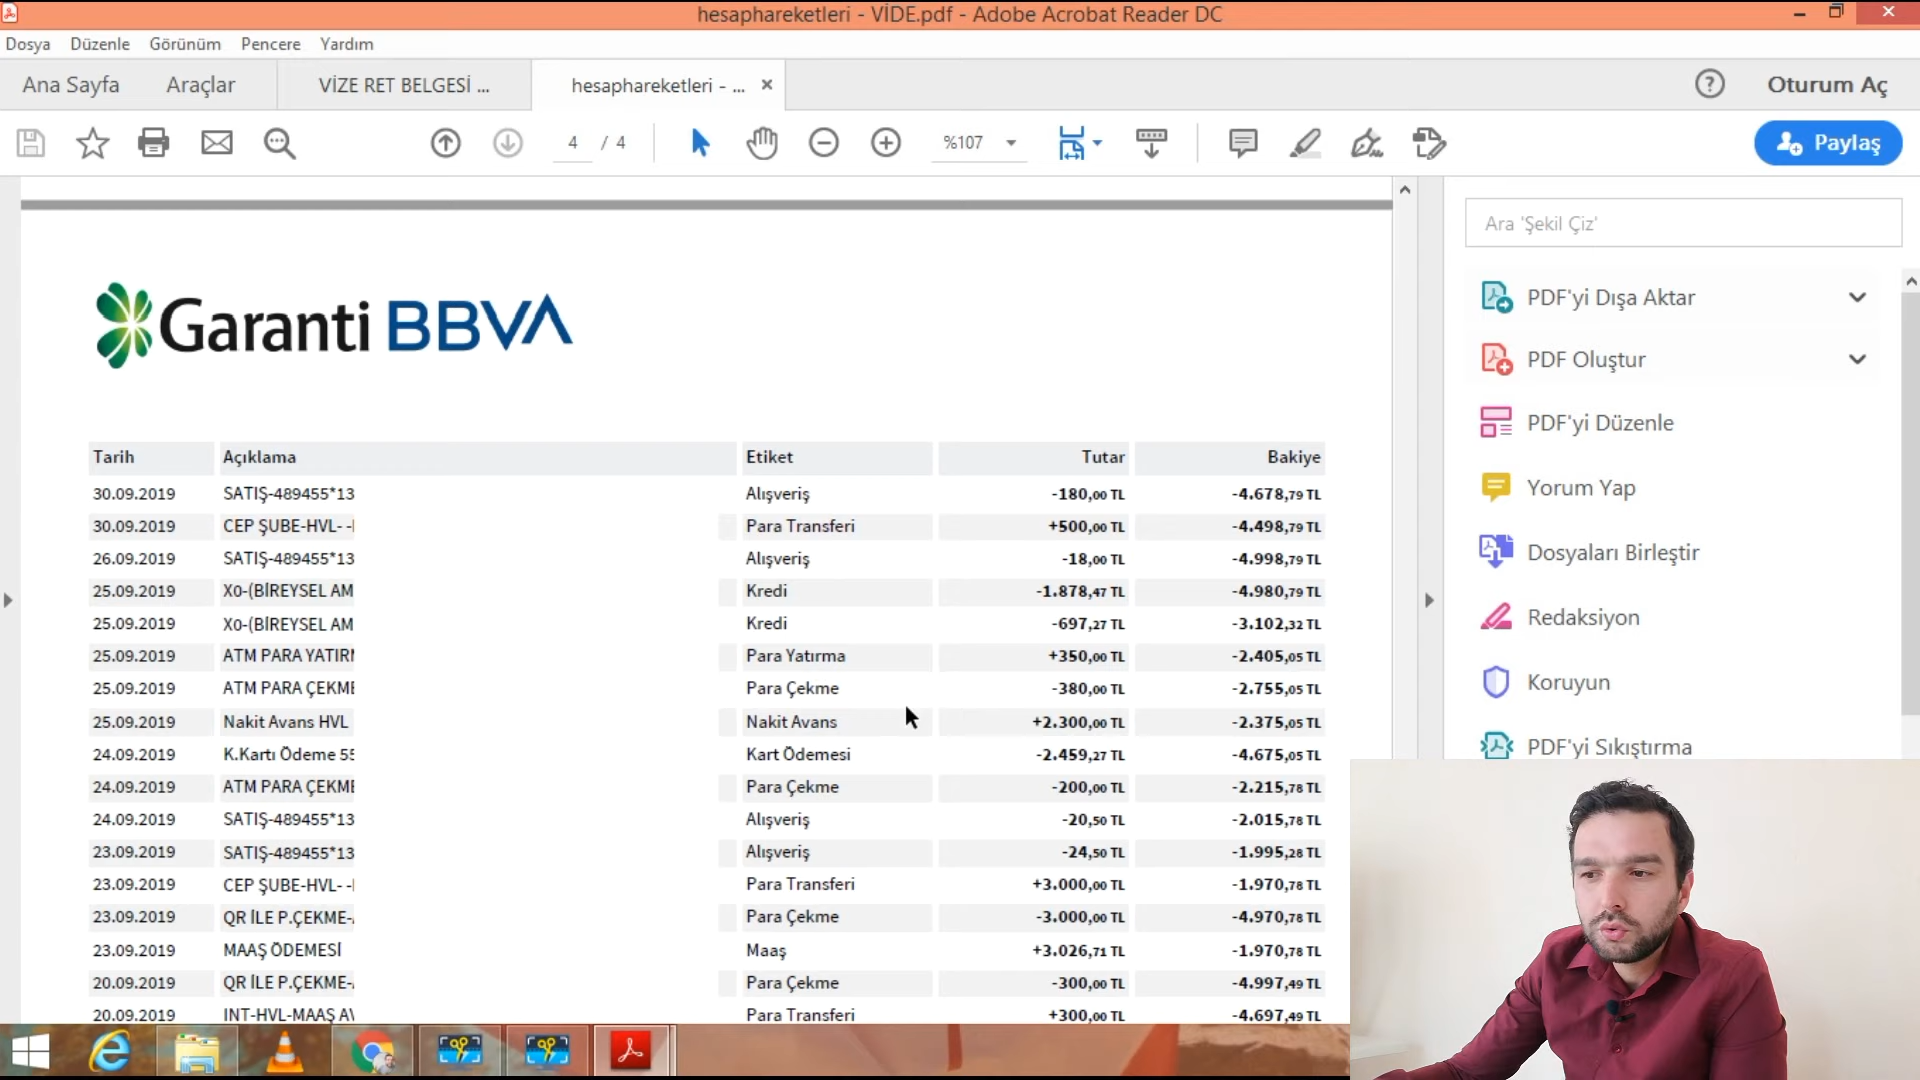 hesaphareketleri - VİDE.pdf - Adobe Acrobat Reader DC
Dosya Düzenle Görünüm Pencere Yardım
Ana Sayfa Araçlar VİZE RET BELGESİ ... hesaphareketleri - ... Oturum Aç
4 / 4 %107 Paylaş
Ara 'Şekil Çiz'
PDF'yi Dışa Aktar
PDF Oluştur
PDF'yi Düzenle
Yorum Yap
Dosyaları Birleştir
Redaksiyon
Koruyun
PDF'yi Sıkıştırma
Garanti BBVA
Tarih Açıklama Etiket Tutar Bakiye
30.09.2019 SATIŞ-489455*13 Alışveriş -180,00 TL -4.678,79 TL
30.09.2019 CEP ŞUBE-HVL- - Para Transferi +500,00 TL -4.498,79 TL
26.09.2019 SATIŞ-489455*13 Alışveriş -18,00 TL -4.998,79 TL
25.09.2019 X0-(BİREYSEL AM Kredi -1.878,47 TL -4.980,79 TL
25.09.2019 X0-(BİREYSEL AM Kredi -697,27 TL -3.102,32 TL
25.09.2019 ATM PARA YATIR Para Yatırma +350,00 TL -2.405,05 TL
25.09.2019 ATM PARA ÇEKME Para Çekme -380,00 TL -2.755,05 TL
25.09.2019 Nakit Avans HVL Nakit Avans +2.300,00 TL -2.375,05 TL
24.09.2019 K.Kartı Ödeme 55 Kart Ödemesi -2.459,27 TL -4.675,05 TL
24.09.2019 ATM PARA ÇEKME Para Çekme -200,00 TL -2.215,78 TL
24.09.2019 SATIŞ-489455*13 Alışveriş -20,50 TL -2.015,78 TL
23.09.2019 SATIŞ-489455*13 Alışveriş -24,50 TL -1.995,28 TL
23.09.2019 CEP ŞUBE-HVL- - Para Transferi +3.000,00 TL -1.970,78 TL
23.09.2019 QR İLE P.ÇEKME- Para Çekme -3.000,00 TL -4.970,78 TL
23.09.2019 MAAŞ ÖDEMESİ Maaş +3.026,71 TL -1.970,78 TL
20.09.2019 QR İLE P.ÇEKME- Para Çekme -300,00 TL -4.997,49 TL
20.09.2019 INT-HVL-MAAŞ AV Para Transferi +300,00 TL -4.697,49 TL